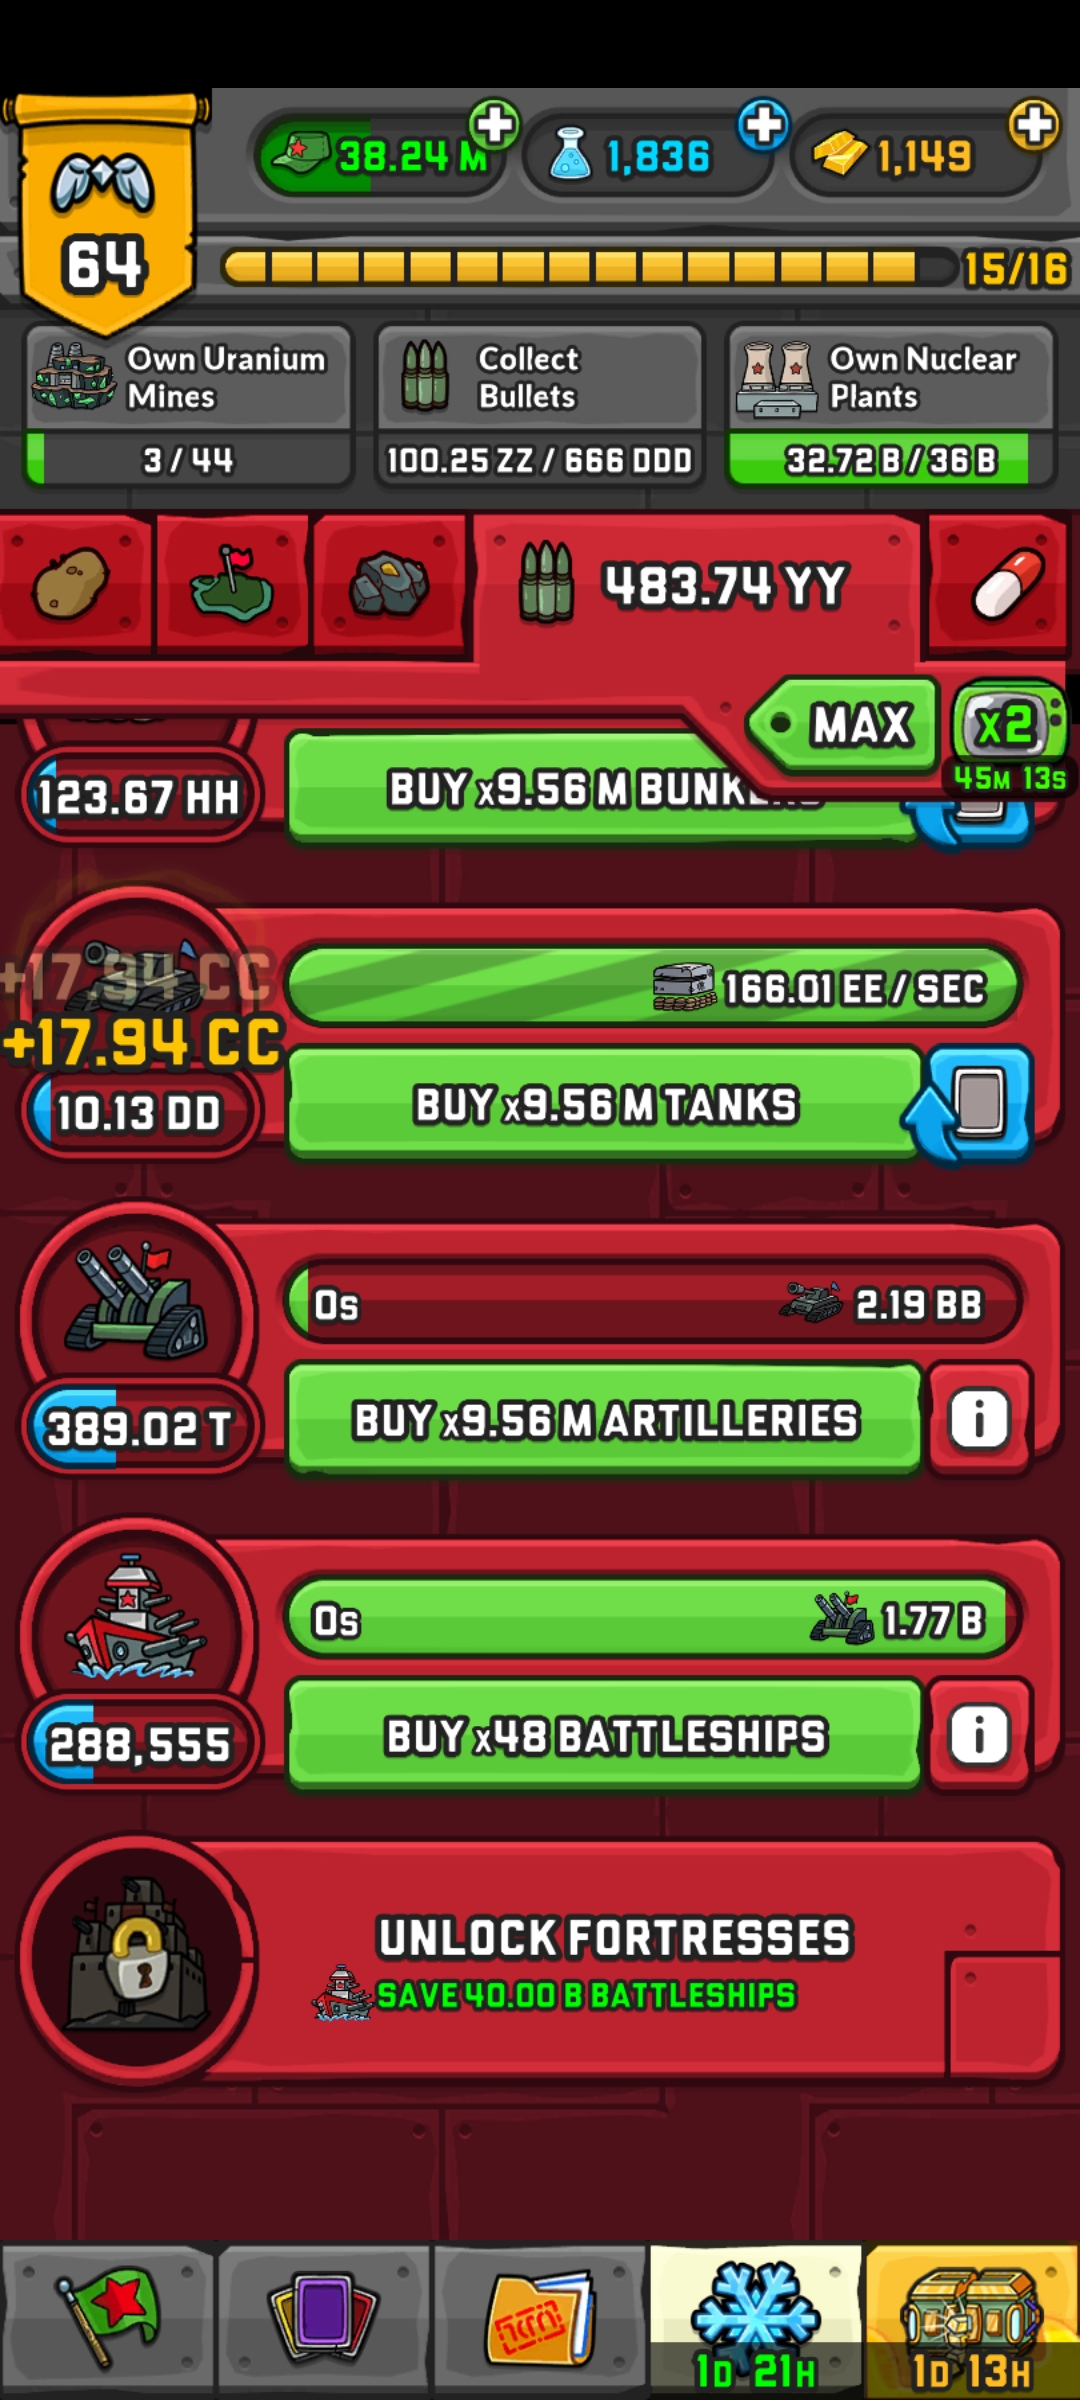 38.24 M
1,836
1,149
64
15/16
Own Uranium
Mines
3 / 44
Collect
Bullets
100.25 ZZ / 666 DDD
Own Nuclear
Plants
32.72 B / 36 B
483.74 YY
MAX
x2
45M 13S
123.67 HH
BUY x9.56 M BUNKERS
+17.94 CC
+17.94 CC
166.01 EE / SEC
10.13 DD
BUY x9.56 M TANKS
0s
2.19 BB
389.02 T
BUY x9.56 M ARTILLERIES
i
0s
1.77 B
288,555
BUY x48 BATTLESHIPS
i
UNLOCK FORTRESSES
SAVE 40.00 B BATTLESHIPS
1D 21H
1D 13H